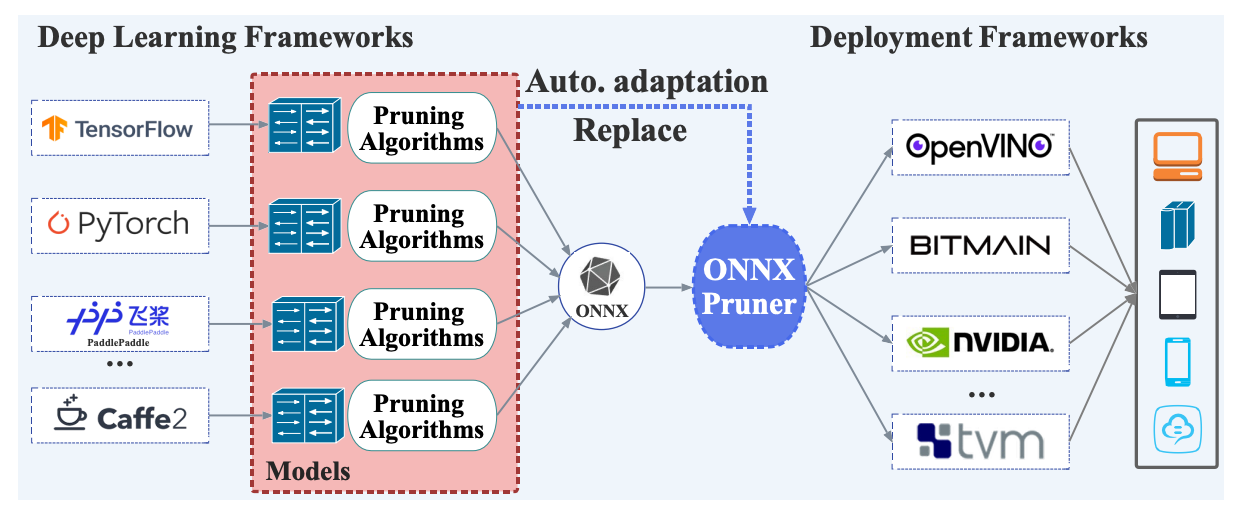 Deep Learning Frameworks
Deployment Frameworks
Auto. adaptation
Replace
TensorFlow
Pruning
Algorithms
PyTorch
Pruning
Algorithms
飞桨
PaddlePaddle
PaddlePaddle
...
Pruning
Algorithms
Caffe2
Pruning
Algorithms
Models
ONNX
ONNX
Pruner
OpenVINO™
BITMAIN
NVIDIA.
...
tvm